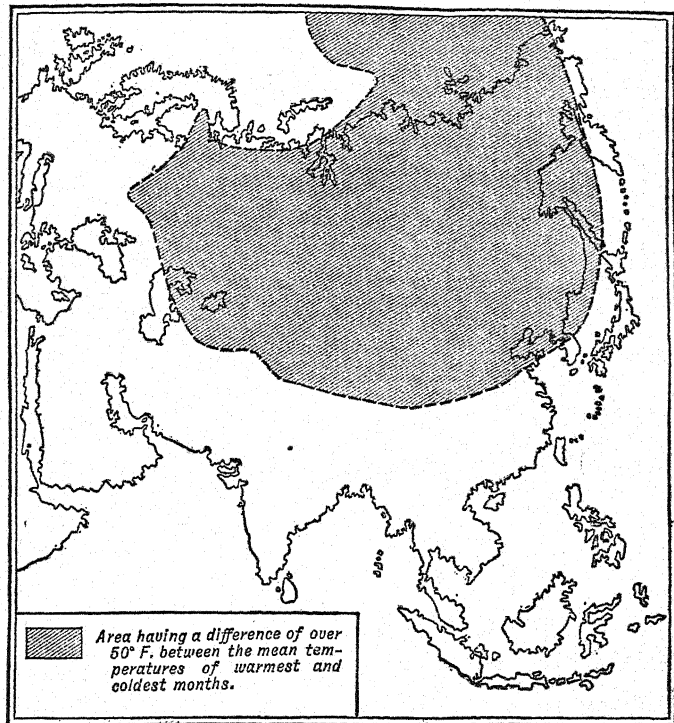 Area having a difference of over
50° F. between the mean tem-
peratures of warmest and
coldest months.